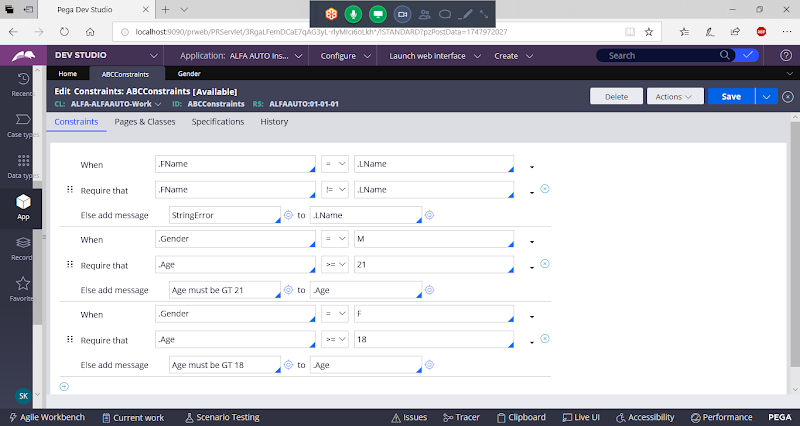 Pega Dev Studio
localhost:9090/prweb/PRServlet/3RgaLFemDCaE7qAG3yL-rlyMIci6oLkh*/!STANDARD?pzPostData=1747972027
DEV STUDIO Application: ALFA AUTO Ins... Configure Launch web interface Create Search
Home ABCConstraints Gender
Edit Constraints: ABCConstraints [Available]
CL: ALFA-ALFAAUTO-Work ID: ABCConstraints RS: ALFAAUTO:01-01-01
Delete Actions Save
Constraints Pages & Classes Specifications History
Recent
Case types
Data types
App
Record
Favorite
SK
When .FName = .LName
Require that .FName != .LName
Else add message StringError to .LName
When .Gender = M
Require that .Age >= 21
Else add message Age must be GT 21 to .Age
When .Gender = F
Require that .Age >= 18
Else add message Age must be GT 18 to .Age
Agile Workbench Current work Scenario Testing Issues Tracer Clipboard Live UI Accessibility Performance PEGA